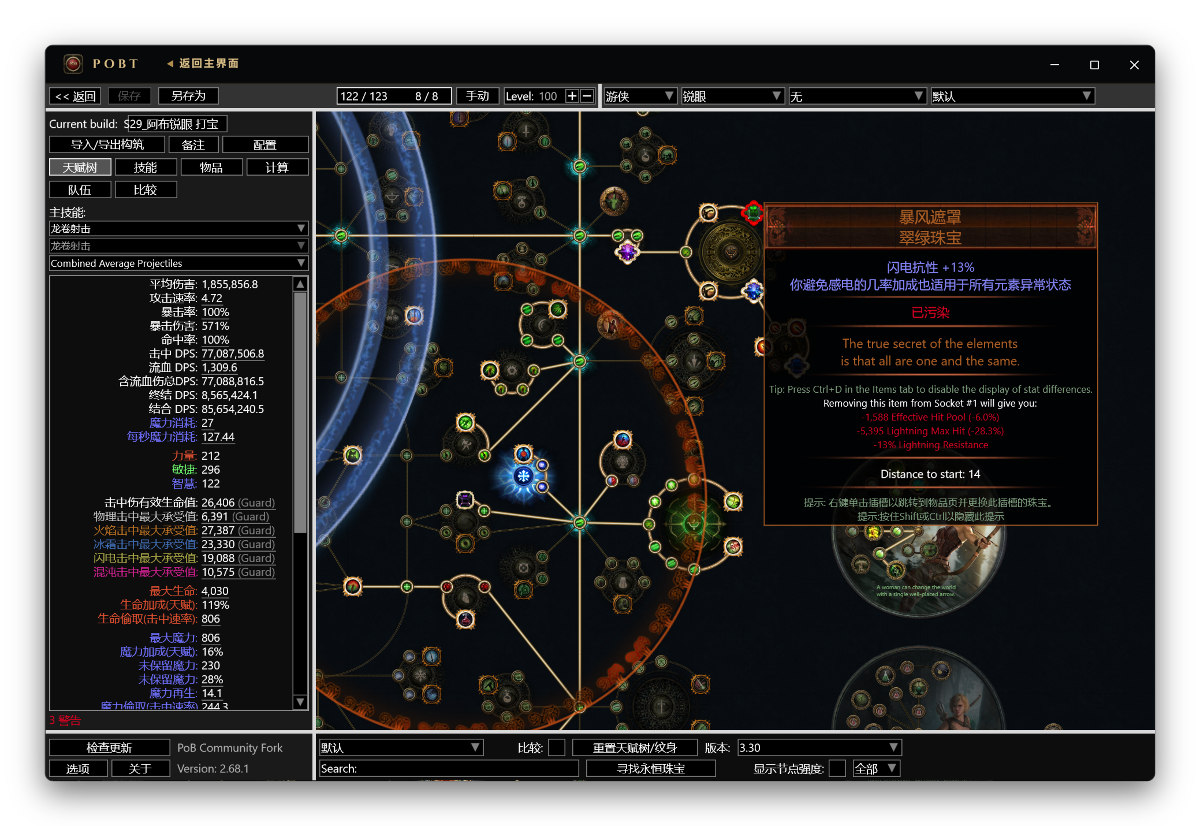 POBT ◄ 返回主界面
<< 返回 保存 另存为 122 / 123 8 / 8 手动 Level: 100 + − 游侠 锐眼 无 默认
Current build: S29_阿布锐眼 打宝
导入/导出构筑 备注 配置
天赋树 技能 物品 计算
队伍 比较
主技能:
龙卷射击
龙卷射击
Combined Average Projectiles
平均伤害: 1,855,856.8
攻击速率: 4.72
暴击率: 100%
暴击伤害: 571%
命中率: 100%
击中 DPS: 77,087,506.8
流血 DPS: 1,309.6
含流血伤总DPS: 77,088,816.5
终结 DPS: 8,565,424.1
结合 DPS: 85,654,240.5
魔力消耗: 27
每秒魔力消耗: 127.44
力量: 212
敏捷: 296
智慧: 122
击中伤有效生命值: 26,406 (Guard)
物理击中最大承受值: 6,391 (Guard)
火焰击中最大承受值: 27,387 (Guard)
冰霜击中最大承受值: 23,330 (Guard)
闪电击中最大承受值: 19,088 (Guard)
混沌击中最大承受值: 10,575 (Guard)
最大生命: 4,030
生命加成(天赋): 119%
生命偷取(击中速率): 806
最大魔力: 806
魔力加成(天赋): 16%
未保留魔力: 230
未保留魔力: 28%
魔力再生: 14.1
魔力偷取(击中速率) 244.3
3 警告
暴风遮罩
翠绿珠宝
闪电抗性 +13%
你避免感电的几率加成也适用于所有元素异常状态
已污染
The true secret of the elements
is that all are one and the same.
Tip: Press Ctrl+D in the Items tab to disable the display of stat differences.
Removing this item from Socket #1 will give you:
-1,588 Effective Hit Pool (-6.0%)
-5,395 Lightning Max Hit (-28.3%)
-13% Lightning Resistance
Distance to start: 14
提示: 右键单击插槽以跳转到物品页并更换此插槽的珠宝。
提示:按住Shift或Ctrl以隐藏此提示
A woman can change the world
with a single well-placed arrow.
检查更新 PoB Community Fork
选项 关于 Version: 2.68.1
默认 比较: 重置天赋树/纹身 版本: 3.30
Search: 寻找永恒珠宝 显示节点强度: 全部